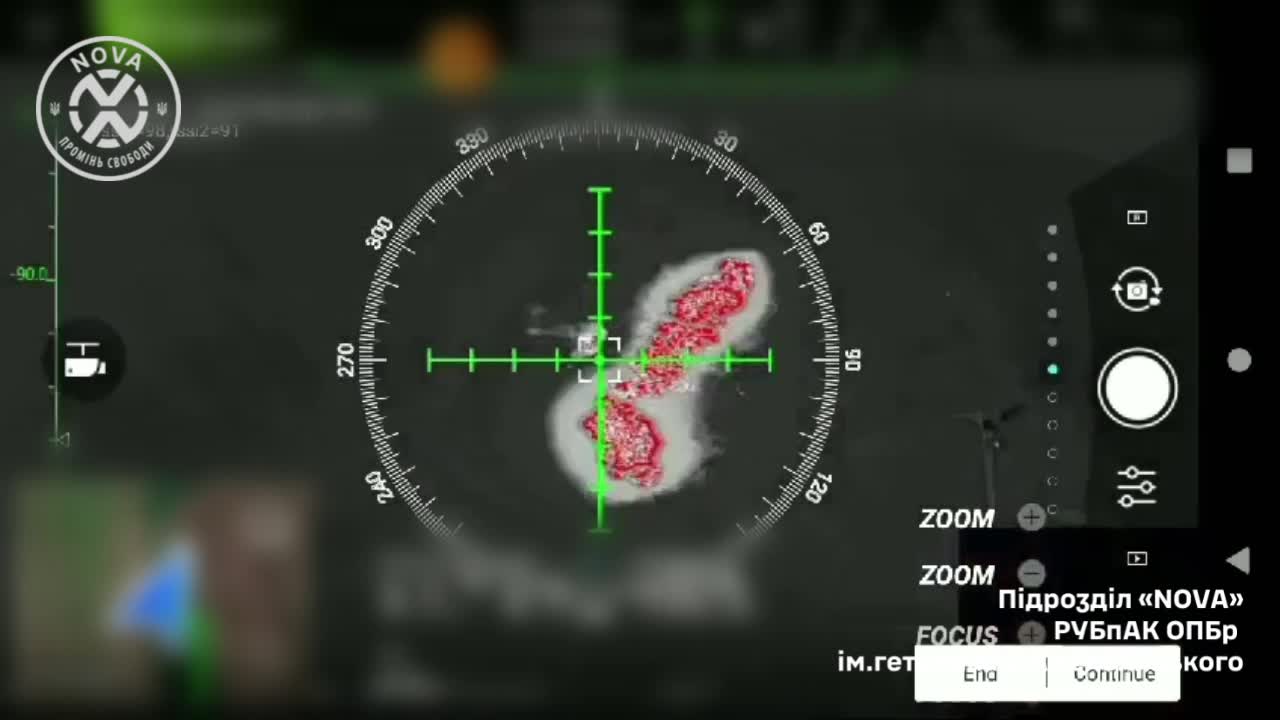 NOVA
ПРОМІНЬ СВОБОДИ
330
30
300
60
-90.0
270
90
240
120
ZOOM
ZOOM
Підрозділ «NOVA»
РУБпАК ОПБр
FOCUS
ім.гет
кого
End
Continue